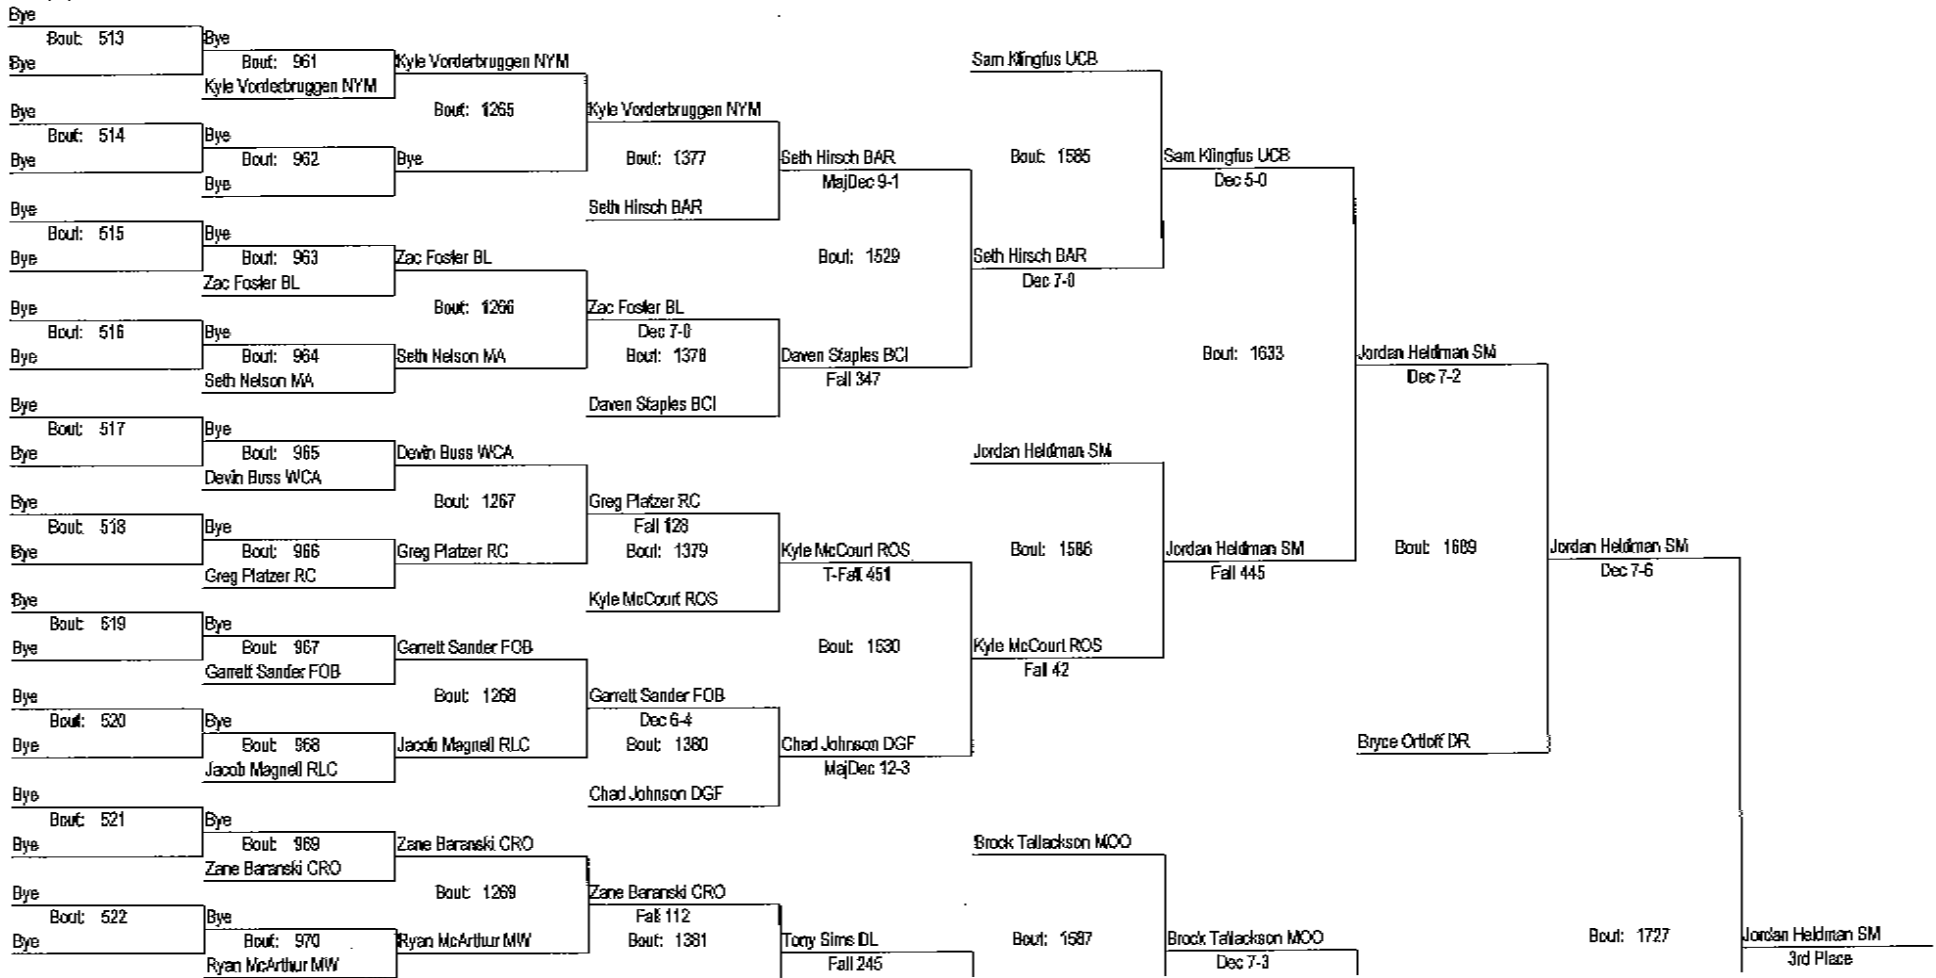 Bye
Bout: 513
Bye
Bye
Bout: 961
Kyle Vorderbruggen NYM
Kyle Vorderbruggen NYM
Bout: 1265
Bye
Bout: 514
Bye
Bye
Bout: 962
Bye
Bye
Kyle Vorderbruggen NYM
Bout: 1377
Seth Hirsch BAR
Seth Hirsch BAR
MajDec 9-1
Bye
Bout: 515
Bye
Bye
Bout: 963
Zac Foster BL
Zac Foster BL
Bout: 1266
Bye
Bout: 516
Bye
Bye
Bout: 964
Seth Nelson MA
Seth Nelson MA
Zac Foster BL
Dec 7-0
Bout: 1378
Daven Staples BCI
Daven Staples BCI
Fall 347
Bout: 1529
Seth Hirsch BAR
Dec 7-0
Sam Klingfus UCB
Bout: 1585
Sam Klingfus UCB
Dec 5-0
Bye
Bout: 517
Bye
Bye
Bout: 965
Devin Buss WCA
Devin Buss WCA
Bout: 1267
Bye
Bout: 518
Bye
Bye
Bout: 966
Greg Platzer RC
Greg Platzer RC
Greg Platzer RC
Fall 128
Bout: 1379
Kyle McCourt ROS
Kyle McCourt ROS
T-Fall 451
Bye
Bout: 519
Bye
Bye
Bout: 967
Garrett Sander FOB
Garrett Sander FOB
Bout: 1268
Bye
Bout: 520
Bye
Bye
Bout: 968
Jacob Magnell RLC
Jacob Magnell RLC
Garrett Sander FOB
Dec 6-4
Bout: 1380
Chad Johnson DGF
Chad Johnson DGF
MajDec 12-3
Bout: 1530
Kyle McCourt ROS
Fall 42
Jordan Heldman SM
Bout: 1586
Jordan Heldman SM
Fall 445
Bout: 1633
Jordan Heldman SM
Dec 7-2
Bout: 1689
Bryce Ortloff DR
Jordan Heldman SM
Dec 7-6
Bye
Bout: 521
Bye
Bye
Bout: 969
Zane Baranski CRO
Zane Baranski CRO
Bout: 1269
Bye
Bout: 522
Bye
Bye
Bout: 970
Ryan McArthur MW
Ryan McArthur MW
Zane Baranski CRO
Fall 112
Bout: 1381
Tony Sims DL
Fall 245
Brock Tallackson MOO
Bout: 1587
Brock Tallackson MOO
Dec 7-3
Bout: 1727
Jordan Heldman SM
3rd Place